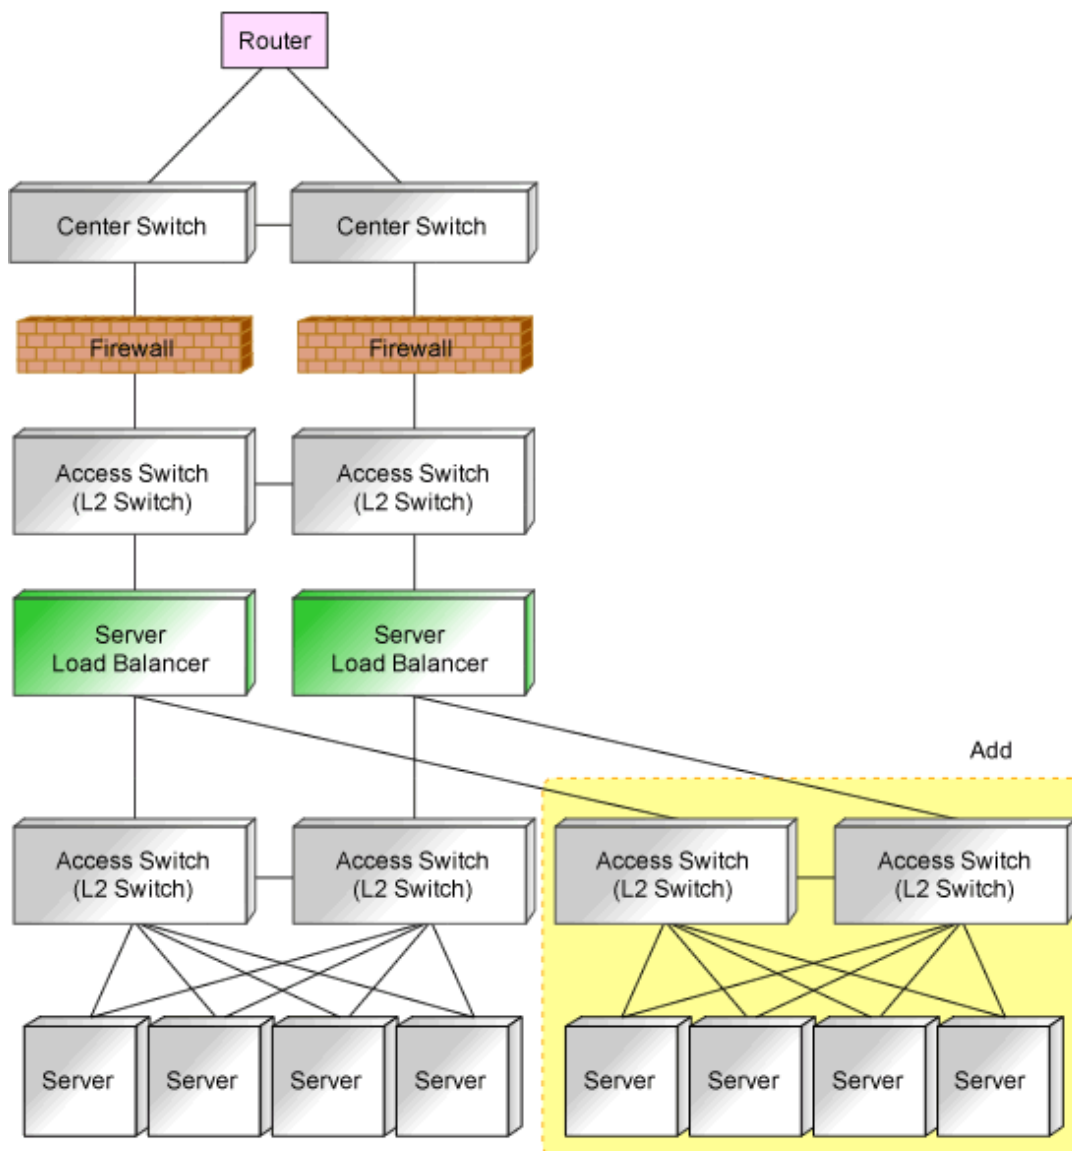 Router
Center Switch
Center Switch
Firewall
Firewall
Access Switch
(L2 Switch)
Access Switch
(L2 Switch)
Server
Load Balancer
Server
Load Balancer
Add
Access Switch
(L2 Switch)
Access Switch
(L2 Switch)
Access Switch
(L2 Switch)
Access Switch
(L2 Switch)
Server
Server
Server
Server
Server
Server
Server
Server